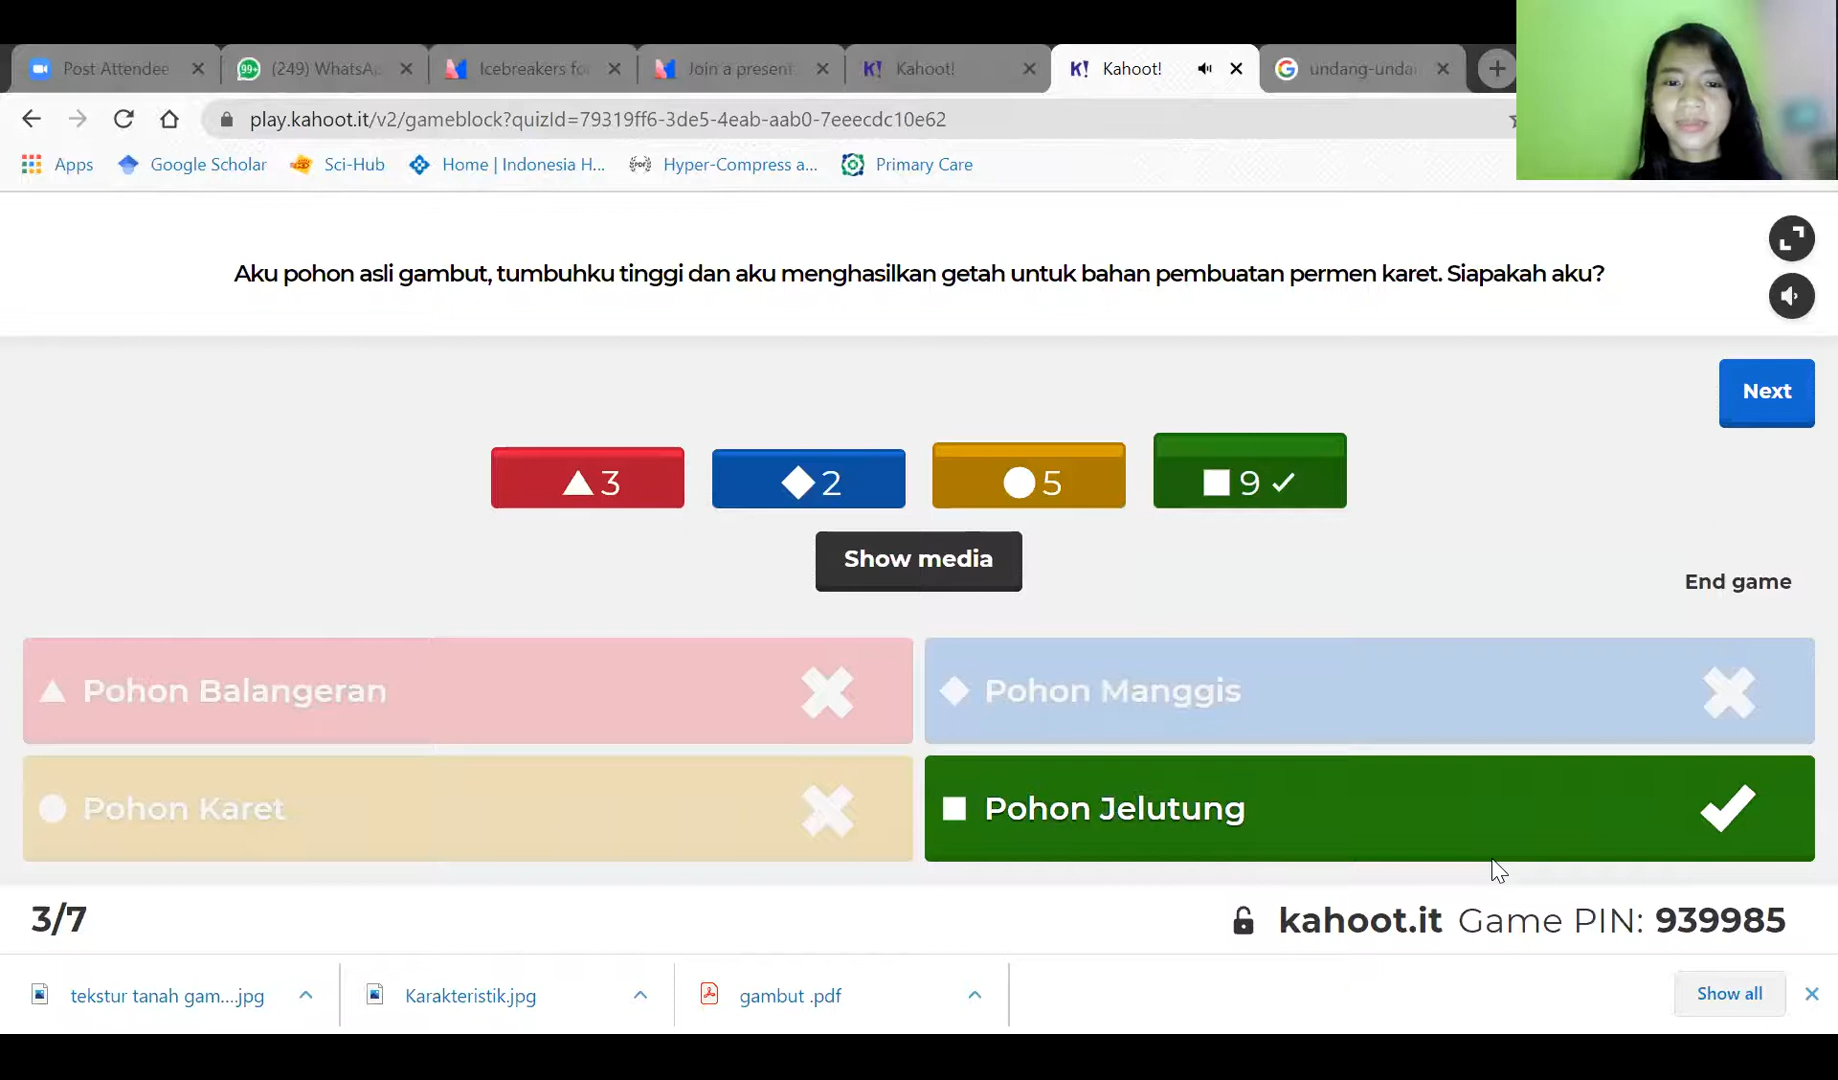 Post Attendee
99+ (249) WhatsAp
Icebreakers fo
Join a present
K! Kahoot!
K! Kahoot!
undang-unda
play.kahoot.it/v2/gameblock?quizId=79319ff6-3de5-4eab-aab0-7eeecdc10e62
Apps
Google Scholar
Sci-Hub
Home | Indonesia H...
Hyper-Compress a...
Primary Care
Aku pohon asli gambut, tumbuhku tinggi dan aku menghasilkan getah untuk bahan pembuatan permen karet. Siapakah aku?
Next
3
2
5
9
Show media
End game
Pohon Balangeran
Pohon Manggis
Pohon Karet
Pohon Jelutung
3/7
kahoot.it Game PIN: 939985
tekstur tanah gam....jpg
Karakteristik.jpg
gambut .pdf
Show all